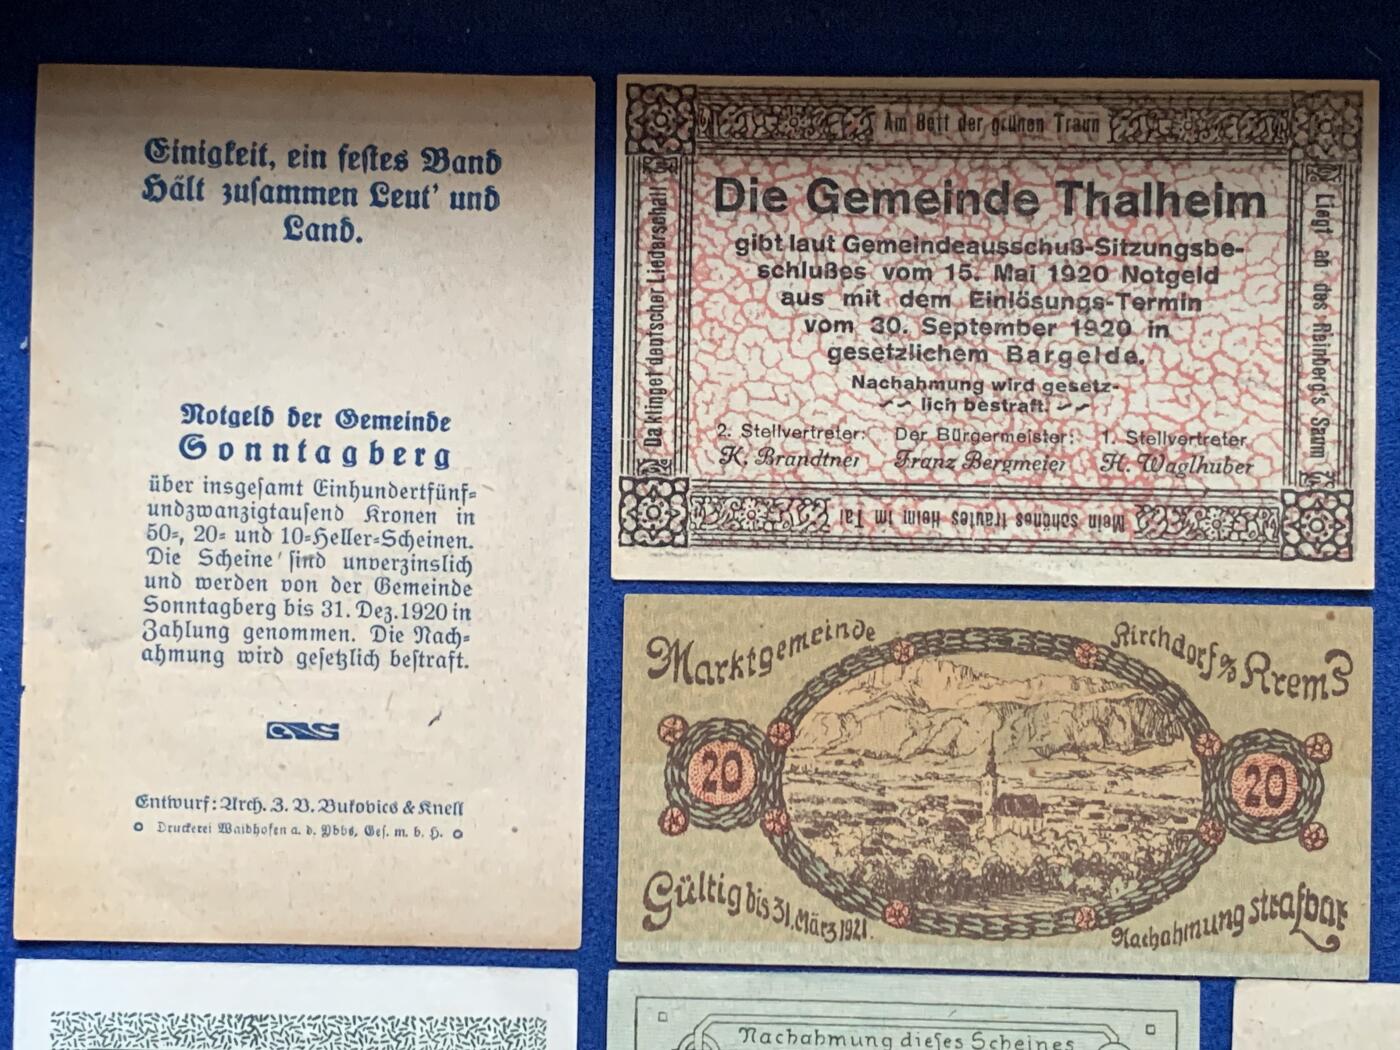 Einigkeit, ein festes Band
Hält zusammen Leut' und
Land.
Notgeld der Gemeinde
Sonntagberg
über insgesamt Einhundertfünf-
undzwanzigtausend Kronen in
50-, 20- und 10-Heller-Scheinen.
Die Scheine sind unverzinslich
und werden von der Gemeinde
Sonntagberg bis 31. Dez. 1920 in
Zahlung genommen. Die Nach-
ahmung wird gesetzlich bestraft.
Entwurf: Arch. J. V. Bukovics & Knell
Druckerei Waidhofen a. d. Ybbs, Ges. m. b. H.
Am Bett der grünen Traun
Liegt ab des Reinberg's Saum
Mein schönes trautes Heim im Tal
Da klinget deutscher Liederschall
Die Gemeinde Thalheim
gibt laut Gemeindeausschuß-Sitzungsbe-
schlußes vom 15. Mai 1920 Notgeld
aus mit dem Einlösungs-Termin
vom 30. September 1920 in
gesetzlichem Bargelde.
Nachahmung wird gesetz-
lich bestraft.
2. Stellvertreter: Der Bürgermeister: 1. Stellvertreter
K. Brandtner Franz Bergmeier H. Waglhuber
Marktgemeinde Kirchdorf a/ Krems
20 20
Gültig bis 31. März 1921. Nachahmung strafbar
Nachahmung dieses Scheines